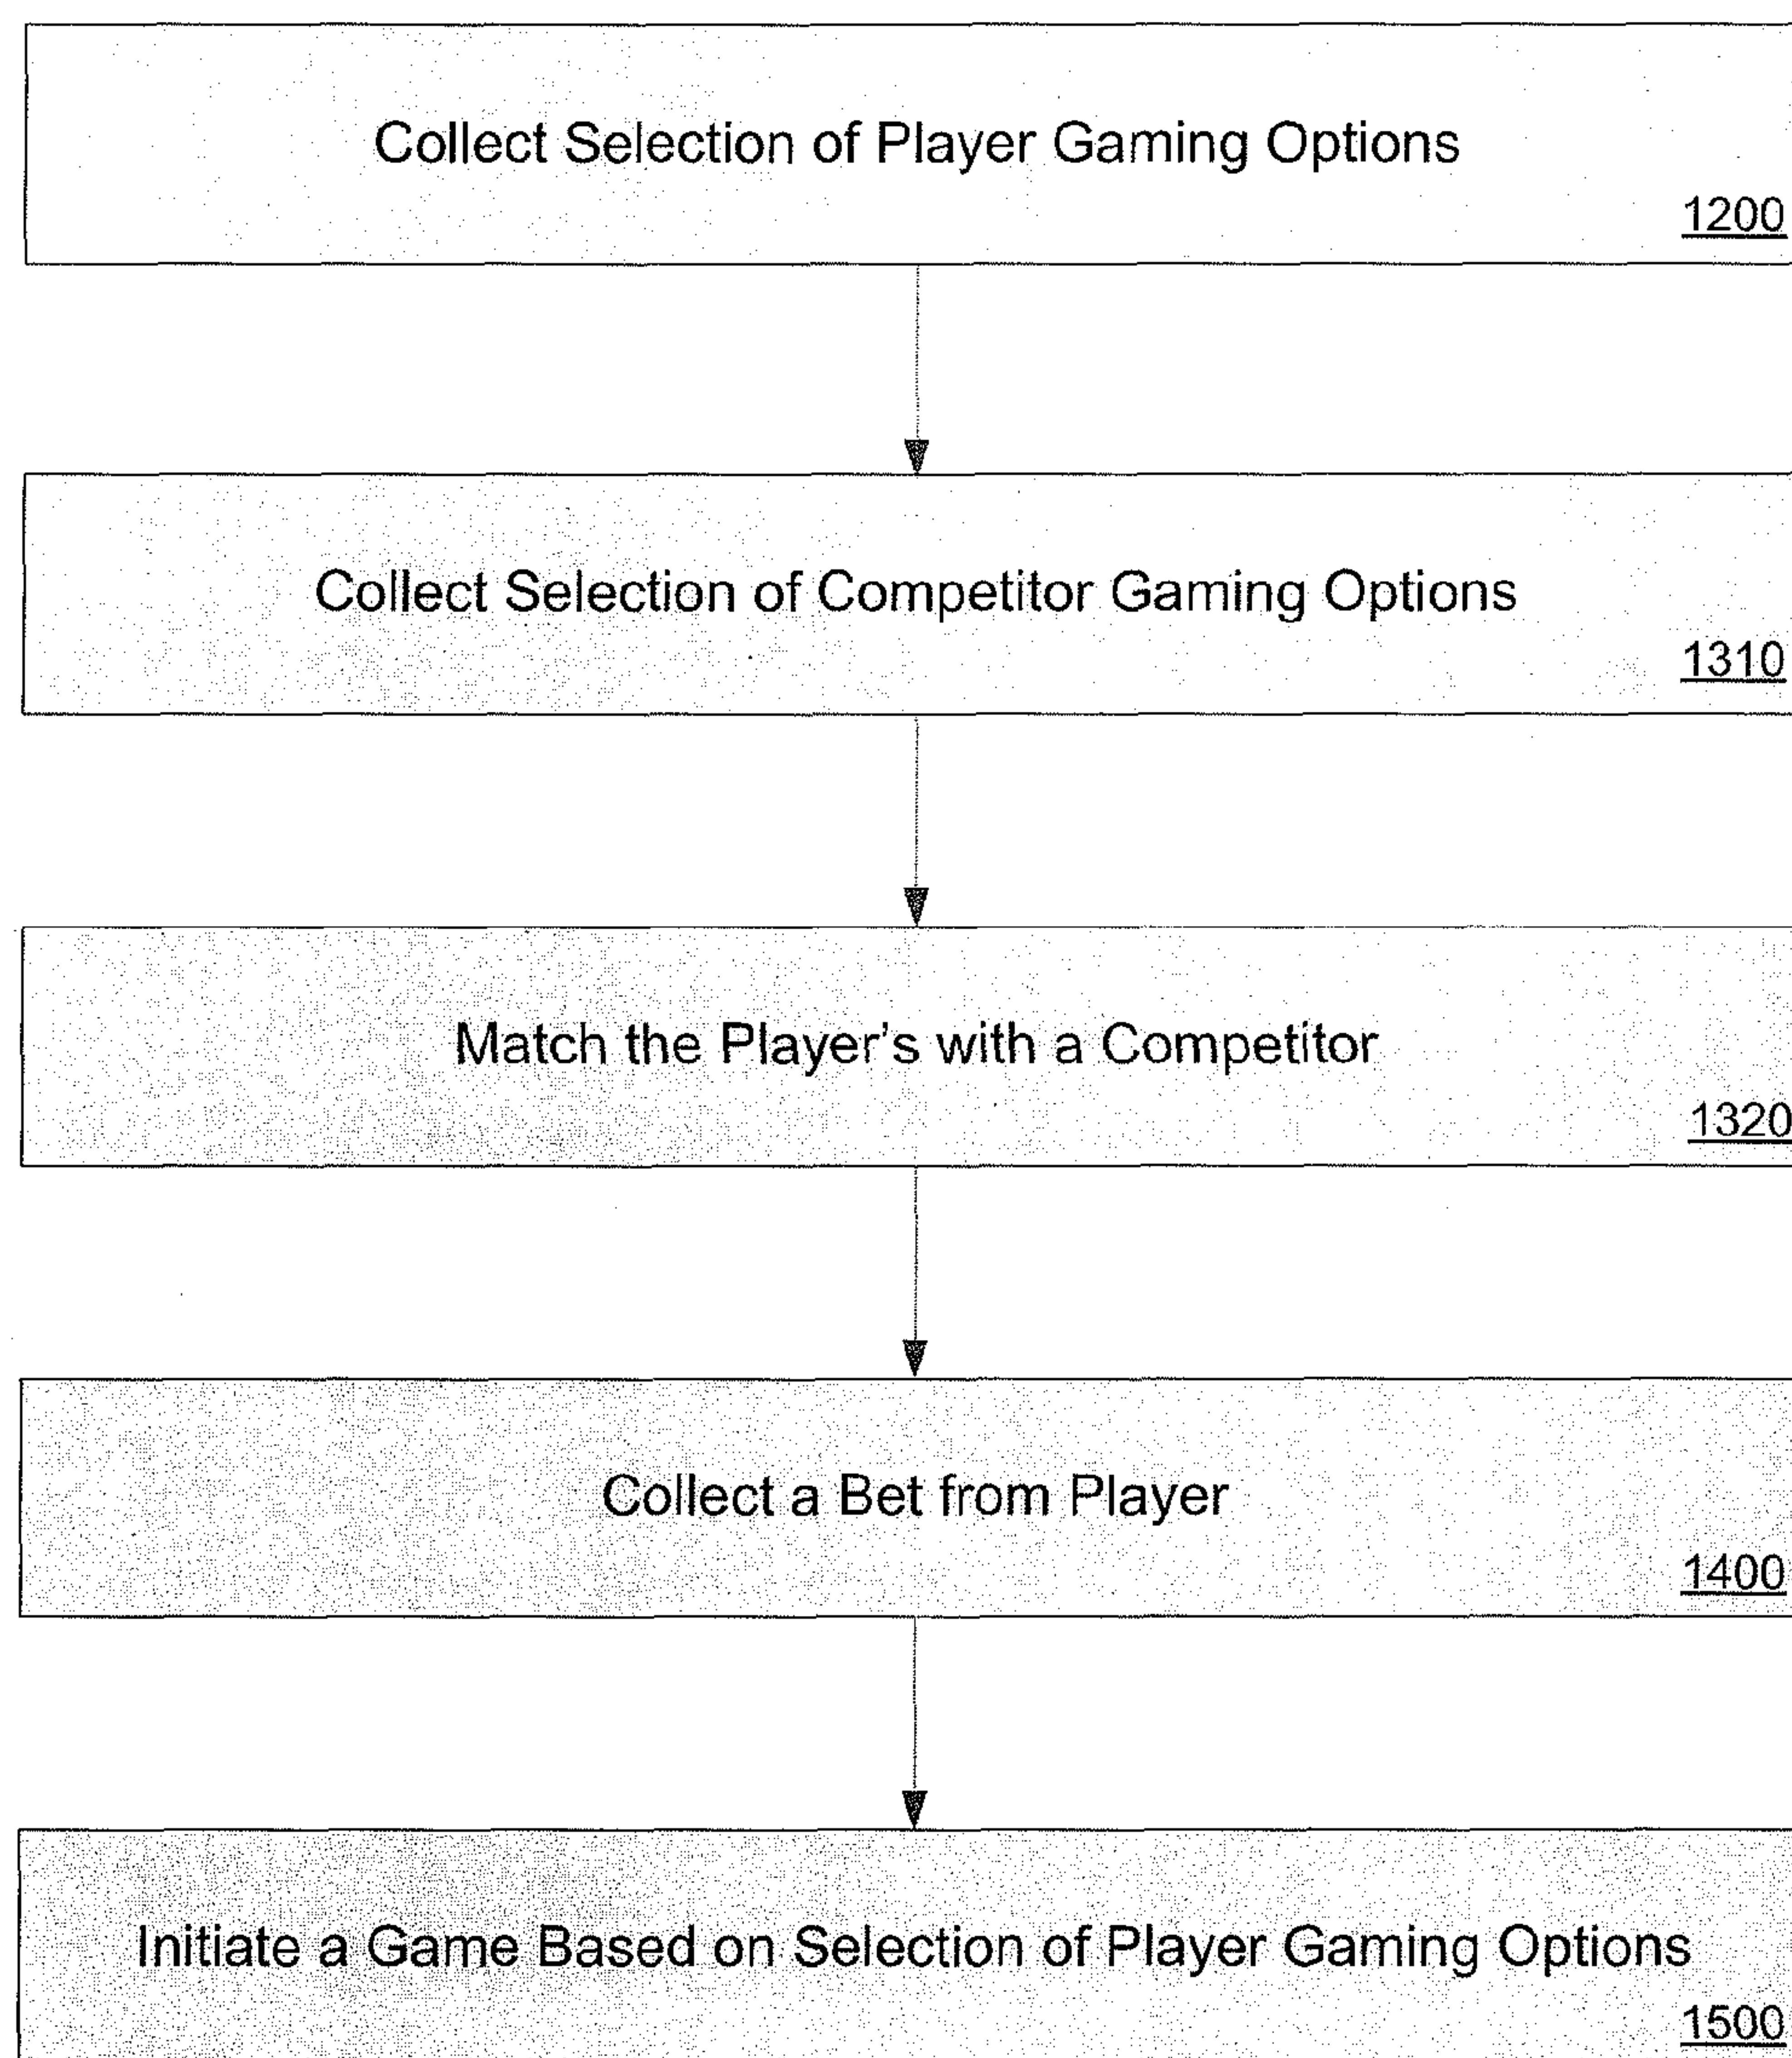 Collect Selection of Player Gaming Options
1200
Collect Selection of Competitor Gaming Options
1310
Match the Player's with a Competitor
1320
Collect a Bet from Player
1400
Initiate a Game Based on Selection of Player Gaming Options
1500